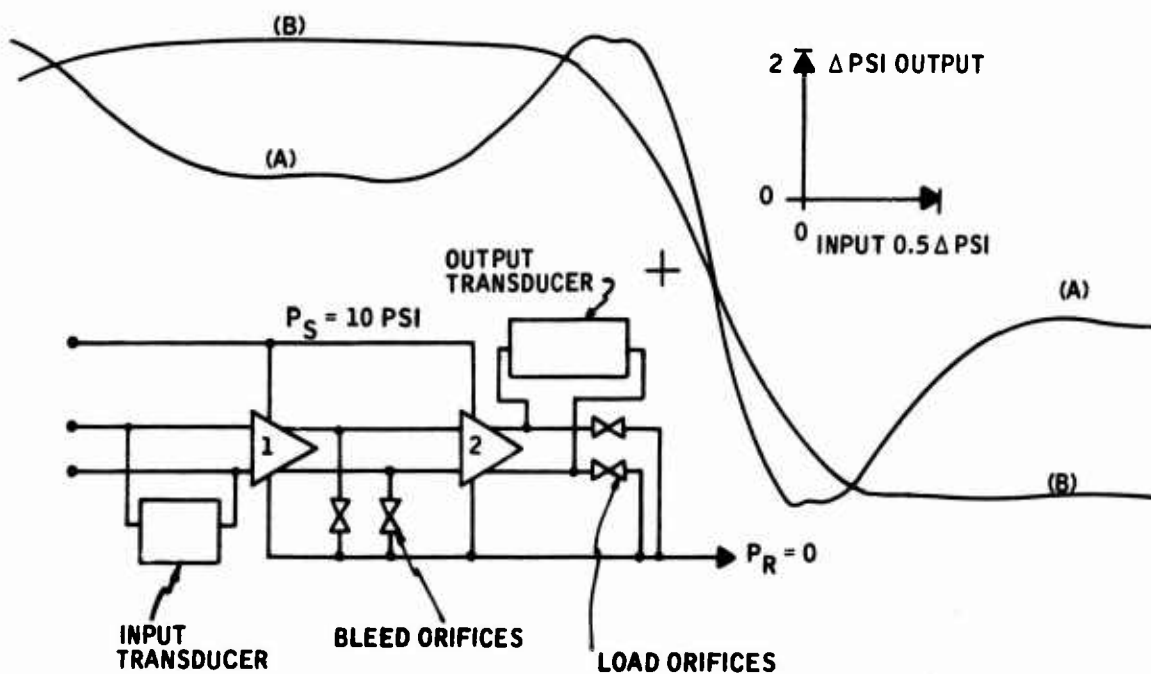 (B)
2 Δ PSI OUTPUT
(A)
0
0 INPUT 0.5 Δ PSI
OUTPUT
TRANSDUCER
+
(A)
PS = 10 PSI
1
2
(B)
PR = 0
INPUT
TRANSDUCER
BLEED ORIFICES
LOAD ORIFICES